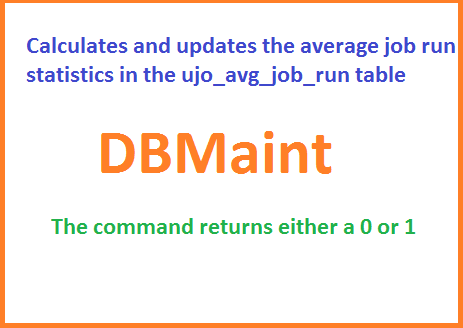 Calculates and updates the average job run
statistics in the ujo_avg_job_run table
DBMaint
The command returns either a 0 or 1